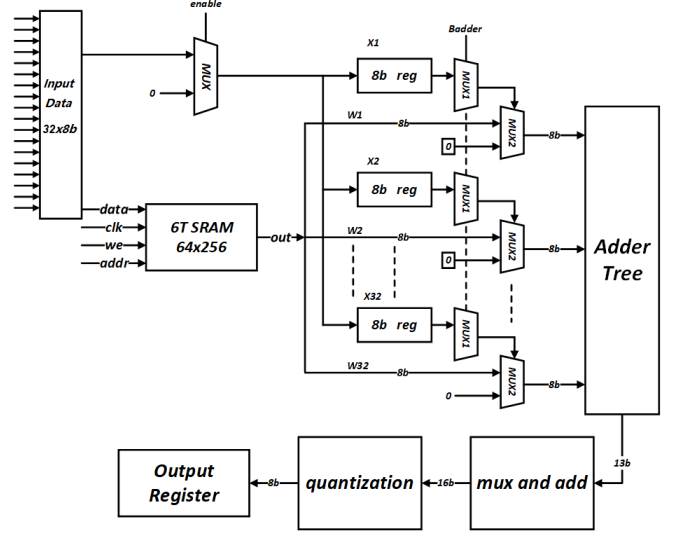 enable
Badder
X1
MUX
Input
Data
32x8b
8b reg
MUX1
0
W1
8b
MUX2
8b
0
X2
8b reg
MUX1
data
clk
we
addr
6T SRAM
64x256
out
W2
8b
MUX2
8b
0
Adder
Tree
X32
8b reg
MUX1
W32
8b
MUX2
8b
0
13b
Output
Register
8b
quantization
16b
mux and add